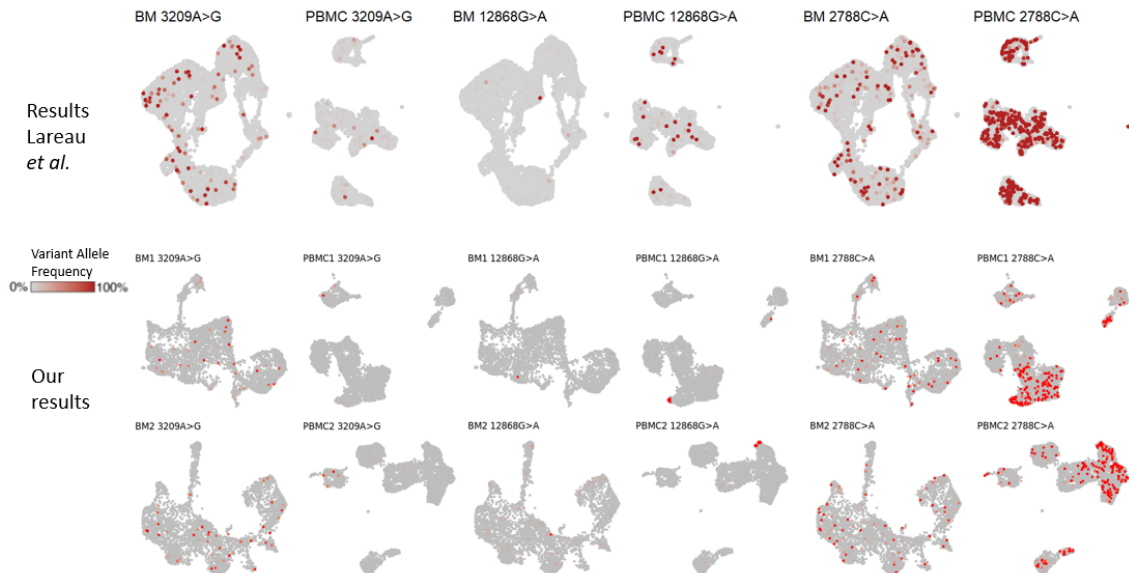 BM 3209A>G PBMC 3209A>G BM 12868G>A PBMC 12868G>A BM 2788C>A PBMC 2788C>A
Results
Lareau
et al.
Variant Allele
Frequency
0% 100%
BM1 3209A>G PBMC1 3209A>G BM1 12868G>A PBMC1 12868G>A BM1 2788C>A PBMC1 2788C>A
Our
results
BM2 3209A>G PBMC2 3209A>G BM2 12868G>A PBMC2 12868G>A BM2 2788C>A PBMC2 2788C>A